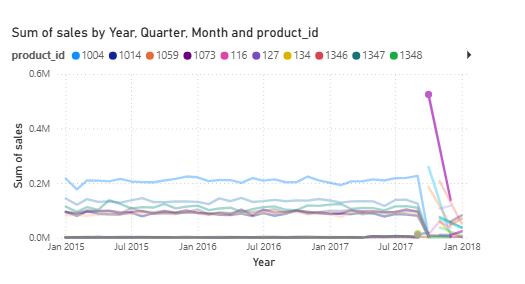 Sum of sales by Year, Quarter, Month and product_id
product_id 1004 1014 1059 1073 116 127 134 1346 1347 1348
0.6M
0.4M
0.2M
0.0M
Sum of sales
Jan 2015 Jul 2015 Jan 2016 Jul 2016 Jan 2017 Jul 2017 Jan 2018
Year